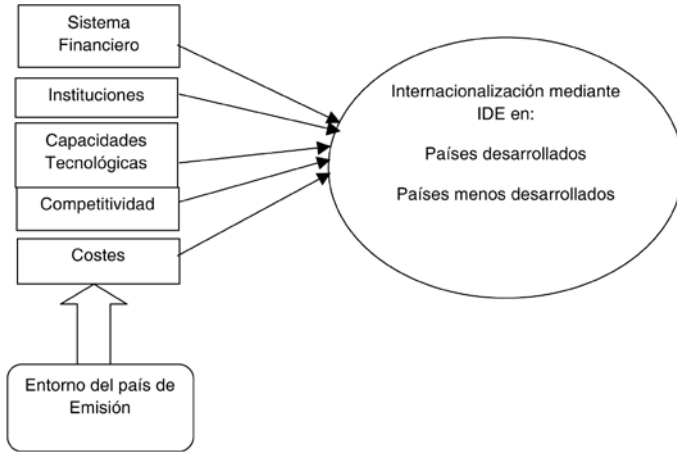 Sistema
Financiero
Instituciones
Capacidades
Tecnológicas
Competitividad
Costes
Entorno del país de
Emisión
Internacionalización mediante
IDE en:
Países desarrollados
Países menos desarrollados